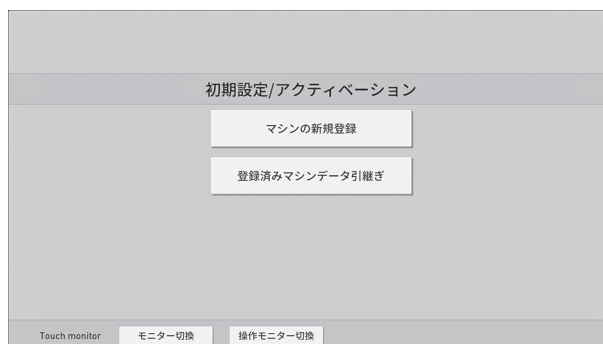 初期設定/アクティベーション
マシンの新規登録
登録済みマシンデータ引継ぎ
Touch monitor モニター切換 操作モニター切換